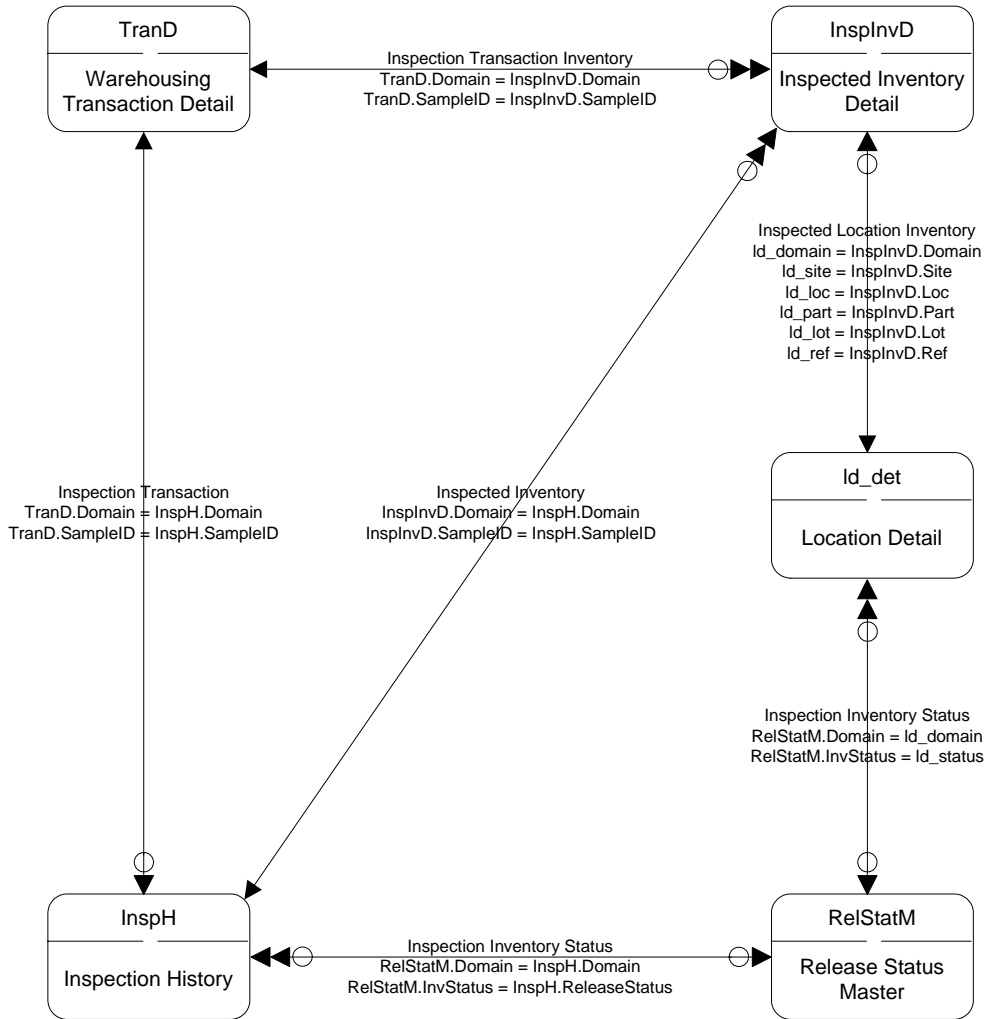 TranD
Warehousing
Transaction Detail
Inspection Transaction Inventory
TranD.Domain = InspInvD.Domain
TranD.SampleID = InspInvD.SampleID
InspInvD
Inspected Inventory
Detail
Inspected Location Inventory
ld_domain = InspInvD.Domain
ld_site = InspInvD.Site
ld_loc = InspInvD.Loc
ld_part = InspInvD.Part
ld_lot = InspInvD.Lot
ld_ref = InspInvD.Ref
ld_det
Location Detail
Inspection Transaction
TranD.Domain = InspH.Domain
TranD.SampleID = InspH.SampleID
Inspected Inventory
InspInvD.Domain = InspH.Domain
InspInvD.SampleID = InspH.SampleID
Inspection Inventory Status
RelStatM.Domain = ld_domain
RelStatM.InvStatus = ld_status
InspH
Inspection History
Inspection Inventory Status
RelStatM.Domain = InspH.Domain
RelStatM.InvStatus = InspH.ReleaseStatus
RelStatM
Release Status
Master